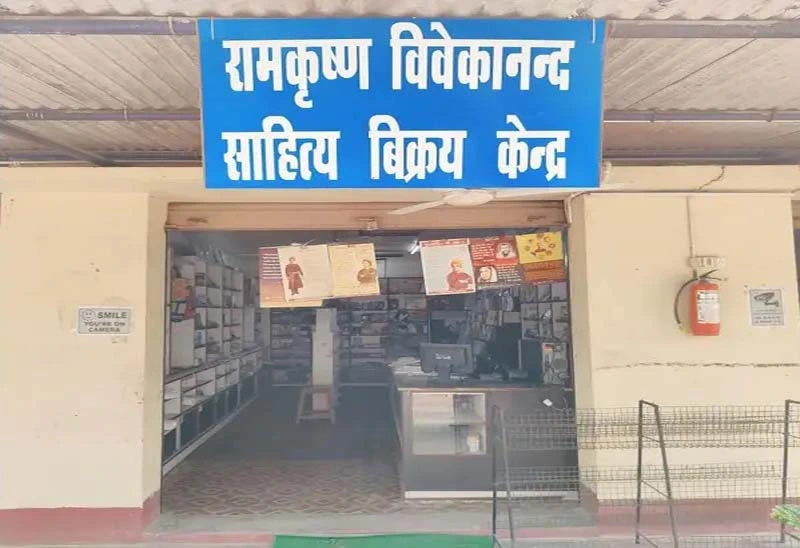 रामकृष्ण विवेकानन्द
साहित्य बिक्रय केन्द्र
SMILE
YOU'RE ON
CAMERA